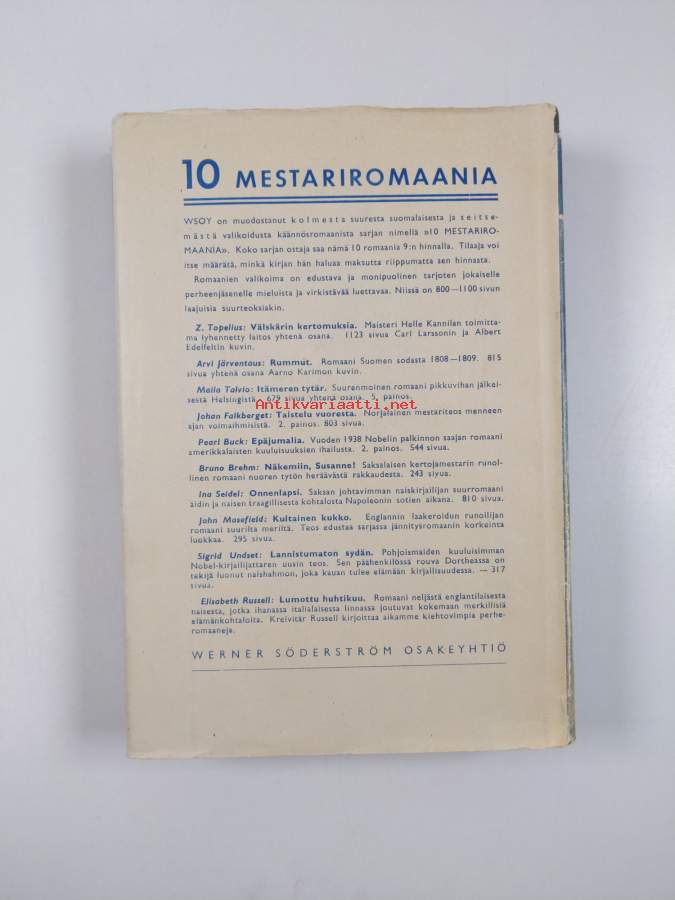 10 MESTARIROMAANIA
WSOY on muodostanut kolmesta suuresta suomalaisesta ja seitse-
mästä valikoidusta käännösromaanista sarjan nimellä »10 MESTARIRO-
MAANIA». Koko sarjan ostaja saa nämä 10 romaania 9:n hinnalla. Tilaaja voi
itse määrätä, minkä kirjan hän haluaa maksutta riippumatta sen hinnasta.
Romaanien valikoima on edustava ja monipuolinen tarjoten jokaiselle
perheenjäsenelle mieluista ja virkistävää luettavaa. Niissä on 800—1100 sivun
laajuisia suurteoksiakin.
Z. Topelius: Välskärin kertomuksia. Maisteri Helle Kannilan toimitta-
ma lyhennetty laitos yhtenä osana. 1123 sivua Carl Larssonin ja Albert
Edelfeltin kuvin.
Arvi Järventaus: Rummut. Romaani Suomen sodasta 1808—1809. 815
sivua yhtenä osana Aarno Karimon kuvin.
Maila Talvio: Itämeren tytär. Suurenmoinen romaani pikkuvihan jälkei-
sestä Helsingistä. 679 sivua yhtenä osana. 5. painos.
Antikvariaatti.net
Johan Falkberget: Taistelu vuoresta. Norjalainen mestariteos menneen
ajan voimaihmisistä. 2. painos. 803 sivua.
Pearl Buck: Epäjumalia. Vuoden 1938 Nobelin palkinnon saajan romaani
amerikkalaisten kuuluisuuksien ihailusta. 2. painos. 544 sivua.
Bruno Brehm: Näkemiin, Susanne! Saksalaisen kertojamestarin runol-
linen romaani nuoren tytön heräävästä rakkaudesta. 243 sivua.
Ina Seidel: Onnenlapsi. Saksan johtavimman naiskirjailijan suurromaani
äidin ja naisen traagillisesta kohtalosta Napoleonin sotien aikana. 810 sivua.
John Masefield: Kultainen kukko. Englannin laakeroidun runoilijan
romaani suurilta meriltä. Teos edustaa sarjassa jännitysromaanin korkeinta
luokkaa. 295 sivua.
Sigrid Undset: Lannistumaton sydän. Pohjoismaiden kuuluisimman
Nobel-kirjailijattaren uusin teos. Sen päähenkilössä rouva Dortheassa on
tekijä luonut naishahmon, joka kauan tulee elämään kirjallisuudessa. — 317
sivua.
Elisabeth Russell: Lumottu huhtikuu. Romaani neljästä englantilaisesta
naisesta, jotka ihanassa italialaisessa linnassa joutuvat kokemaan merkillisiä
elämänkohtaloita. Kreivitär Russell kirjoittaa aikamme kiehtovimpia perhe-
romaaneja.
WERNER SÖDERSTRÖM OSAKEYHTIÖ